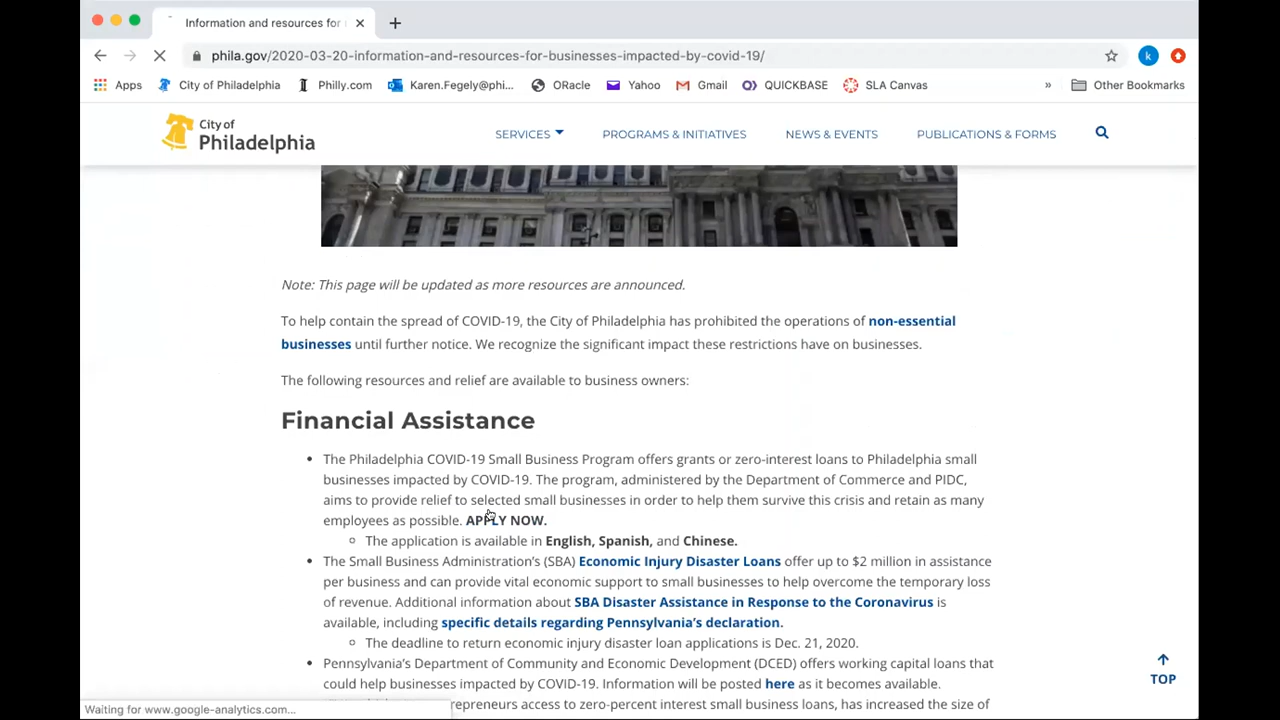 Information and resources for
phila.gov/2020-03-20-information-and-resources-for-businesses-impacted-by-covid-19/
k
Apps City of Philadelphia Philly.com Karen.Fegely@phi... ORacle Yahoo Gmail QUICKBASE SLA Canvas » Other Bookmarks
City of
Philadelphia
SERVICES PROGRAMS & INITIATIVES NEWS & EVENTS PUBLICATIONS & FORMS
Note: This page will be updated as more resources are announced.
To help contain the spread of COVID-19, the City of Philadelphia has prohibited the operations of non-essential
businesses until further notice. We recognize the significant impact these restrictions have on businesses.
The following resources and relief are available to business owners:
Financial Assistance
• The Philadelphia COVID-19 Small Business Program offers grants or zero-interest loans to Philadelphia small
businesses impacted by COVID-19. The program, administered by the Department of Commerce and PIDC,
aims to provide relief to selected small businesses in order to help them survive this crisis and retain as many
employees as possible. APPLY NOW.
The application is available in English, Spanish, and Chinese.
• The Small Business Administration's (SBA) Economic Injury Disaster Loans offer up to $2 million in assistance
per business and can provide vital economic support to small businesses to help overcome the temporary loss
of revenue. Additional information about SBA Disaster Assistance in Response to the Coronavirus is
available, including specific details regarding Pennsylvania's declaration.
The deadline to return economic injury disaster loan applications is Dec. 21, 2020.
• Pennsylvania's Department of Community and Economic Development (DCED) offers working capital loans that
could help businesses impacted by COVID-19. Information will be posted here as it becomes available.
entrepreneurs access to zero-percent interest small business loans, has increased the size of
TOP
Waiting for www.google-analytics.com...